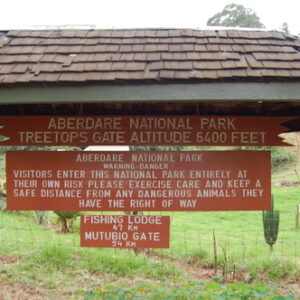 ABERDARE NATIONAL PARK
TREETOPS GATE ALTITUDE 6400 FEET
ABERDARE NATIONAL PARK
WARNING-DANGER
VISITORS ENTER THIS NATIONAL PARK ENTIRELY AT
THEIR OWN RISK PLEASE EXERCISE CARE AND KEEP A
SAFE DISTANCE FROM ANY DANGEROUS ANIMALS THEY
HAVE THE RIGHT OF WAY
FISHING LODGE
47 KM
MUTUBIO GATE
54 KM